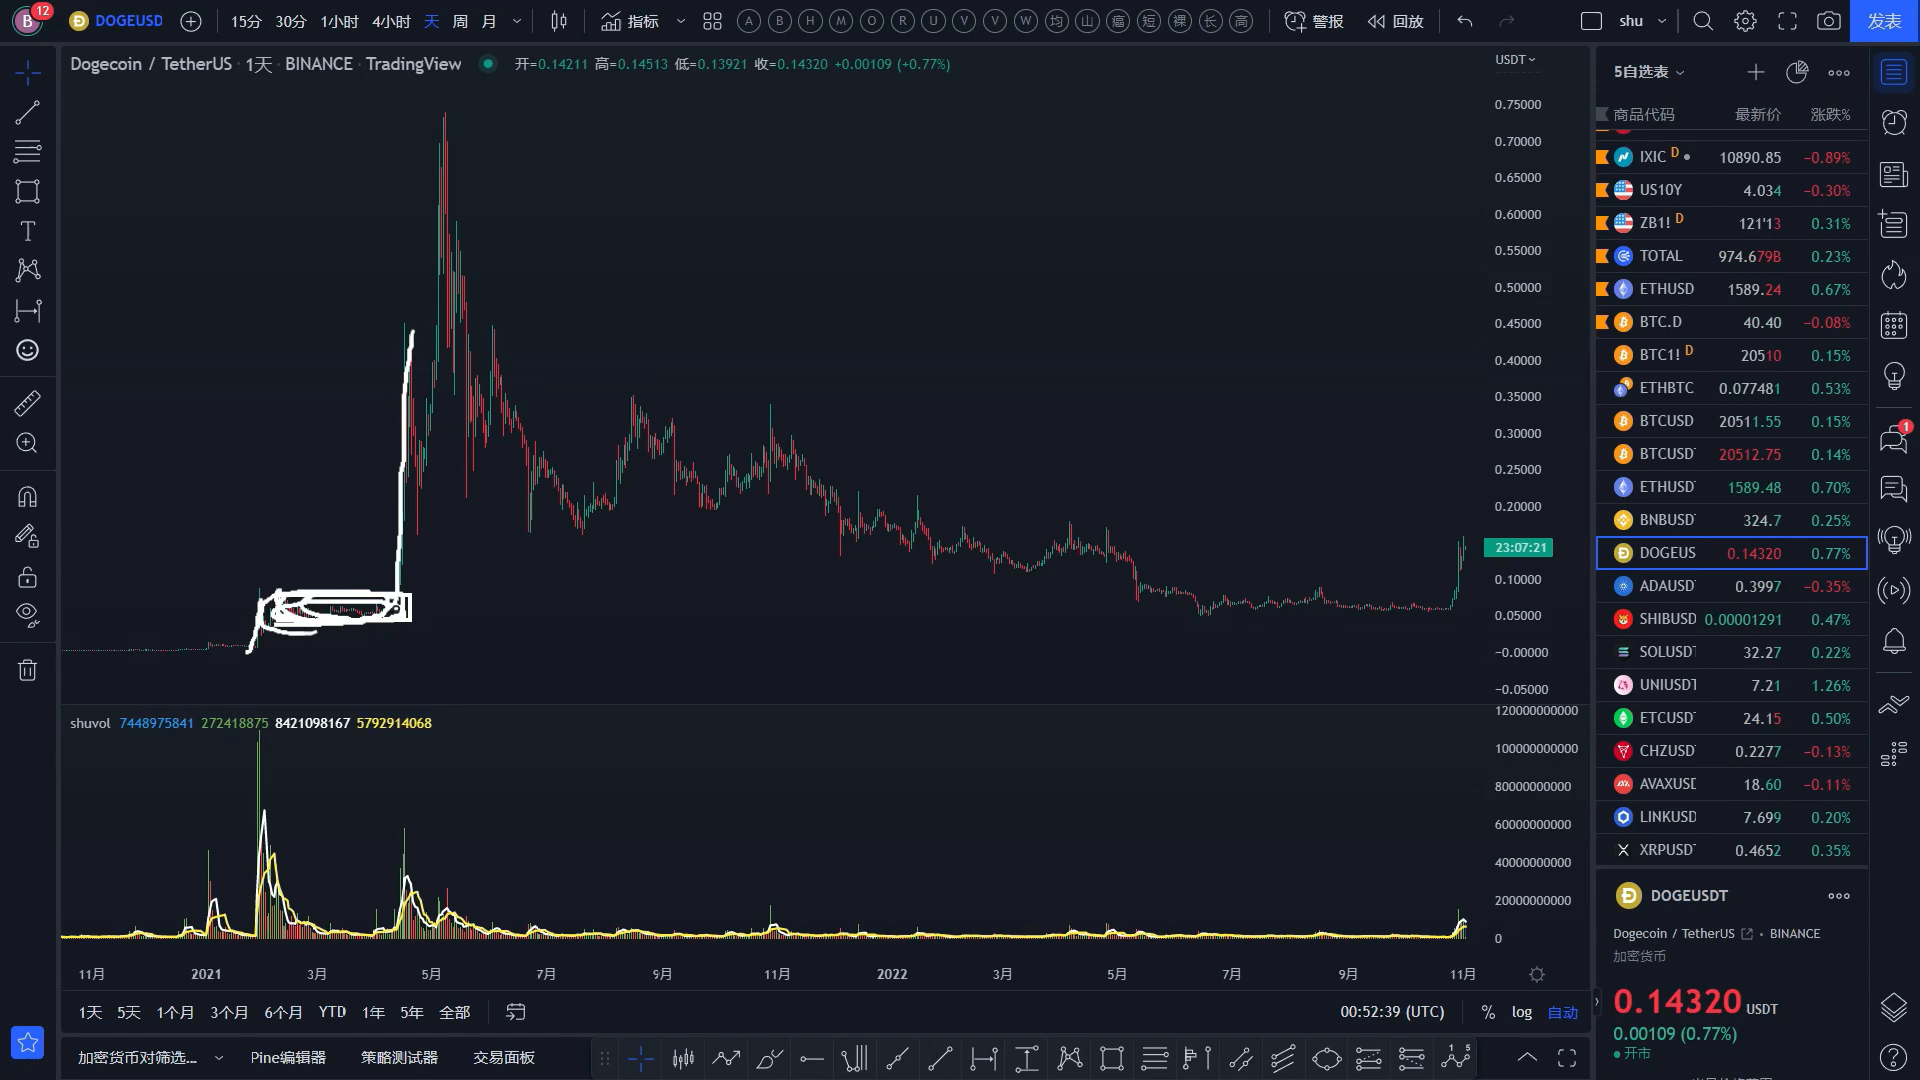 B 12 DOGEUSD 15分 30分 1小时 4小时 天 周 月 指标 A B H M O R U V V W 均 山 短 裸 长 高 警报 回放 shu 发表
Dogecoin / TetherUS · 1天 · BINANCE · TradingView 开=0.14211 高=0.14513 低=0.13921 收=0.14320 +0.00109 (+0.77%)
USDT
0.75000
0.70000
0.65000
0.60000
0.55000
0.50000
0.45000
0.40000
0.35000
0.30000
0.25000
0.20000
23:07:21
0.10000
0.05000
−0.00000
−0.05000
shuvol 7448975841 272418875 8421098167 5792914068
120000000000
100000000000
80000000000
60000000000
40000000000
20000000000
0
11月 2021 3月 5月 7月 9月 11月 2022 3月 5月 7月 9月 11月
1天 5天 1个月 3个月 6个月 YTD 1年 5年 全部 00:52:39 (UTC) % log 自动
加密货币对筛选... Pine编辑器 策略测试器 交易面板
5自选表
商品代码 最新价 涨跌%
IXIC D 10890.85 −0.89%
US10Y 4.034 −0.30%
ZB1! D 121'13 0.31%
TOTAL 974.679B 0.23%
ETHUSD 1589.24 0.67%
BTC.D 40.40 −0.08%
BTC1! D 20510 0.15%
ETHBTC 0.077481 0.53%
BTCUSD 20511.55 0.15%
BTCUSD 20512.75 0.14%
ETHUSD 1589.48 0.70%
BNBUSD 324.7 0.25%
DOGEUS 0.14320 0.77%
ADAUSD 0.3997 −0.35%
SHIBUSD 0.00001291 0.47%
SOLUSD 32.27 0.22%
UNIUSDT 7.21 1.26%
ETCUSD 24.15 0.50%
CHZUSD 0.2277 −0.13%
AVAXUSD 18.60 −0.11%
LINKUSD 7.699 0.20%
XRPUSD 0.4652 0.35%
DOGEUSDT
Dogecoin / TetherUS • BINANCE
加密货币
0.14320 USDT
0.00109 (0.77%)
开市
1